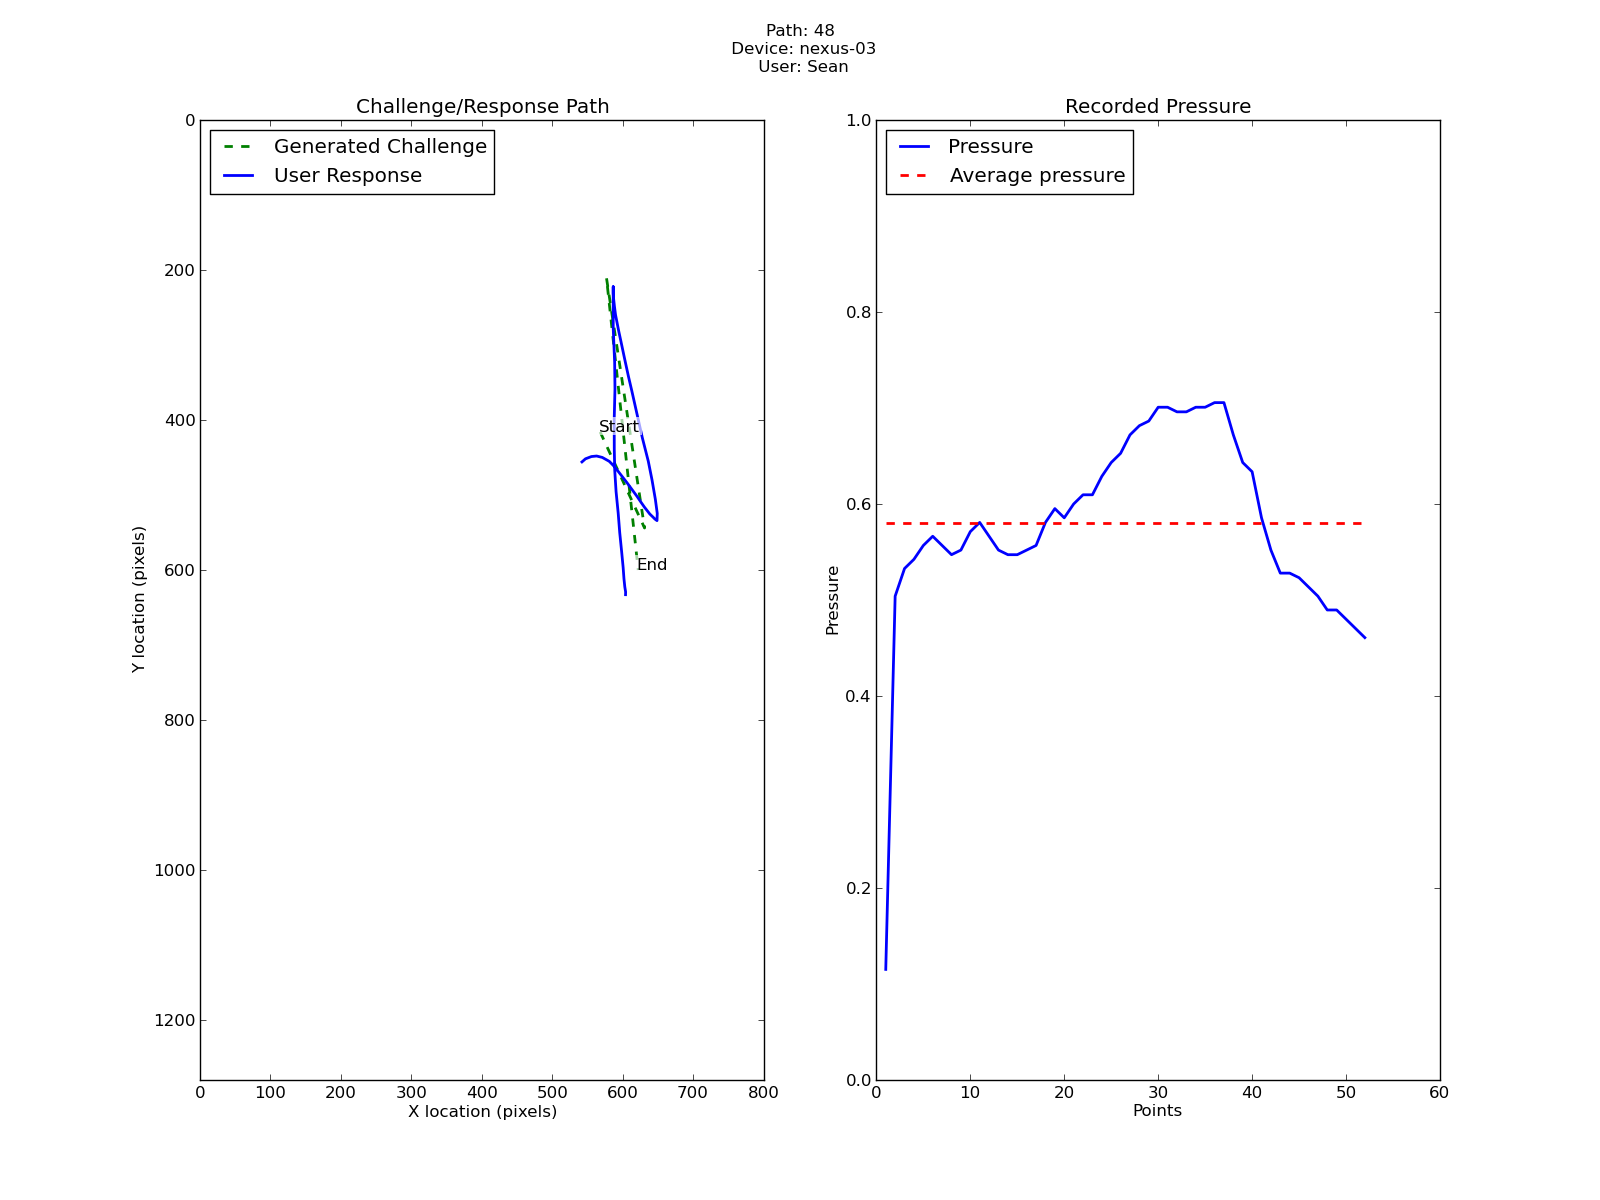 Path: 48
Device: nexus-03
User: Sean
Challenge/Response Path
Generated Challenge
User Response
Start
End
0
200
400
600
800
1000
1200
Y location (pixels)
0 100 200 300 400 500 600 700 800
X location (pixels)
Recorded Pressure
Pressure
Average pressure
1.0
0.8
0.6
0.4
0.2
0.0
Pressure
0 10 20 30 40 50 60
Points